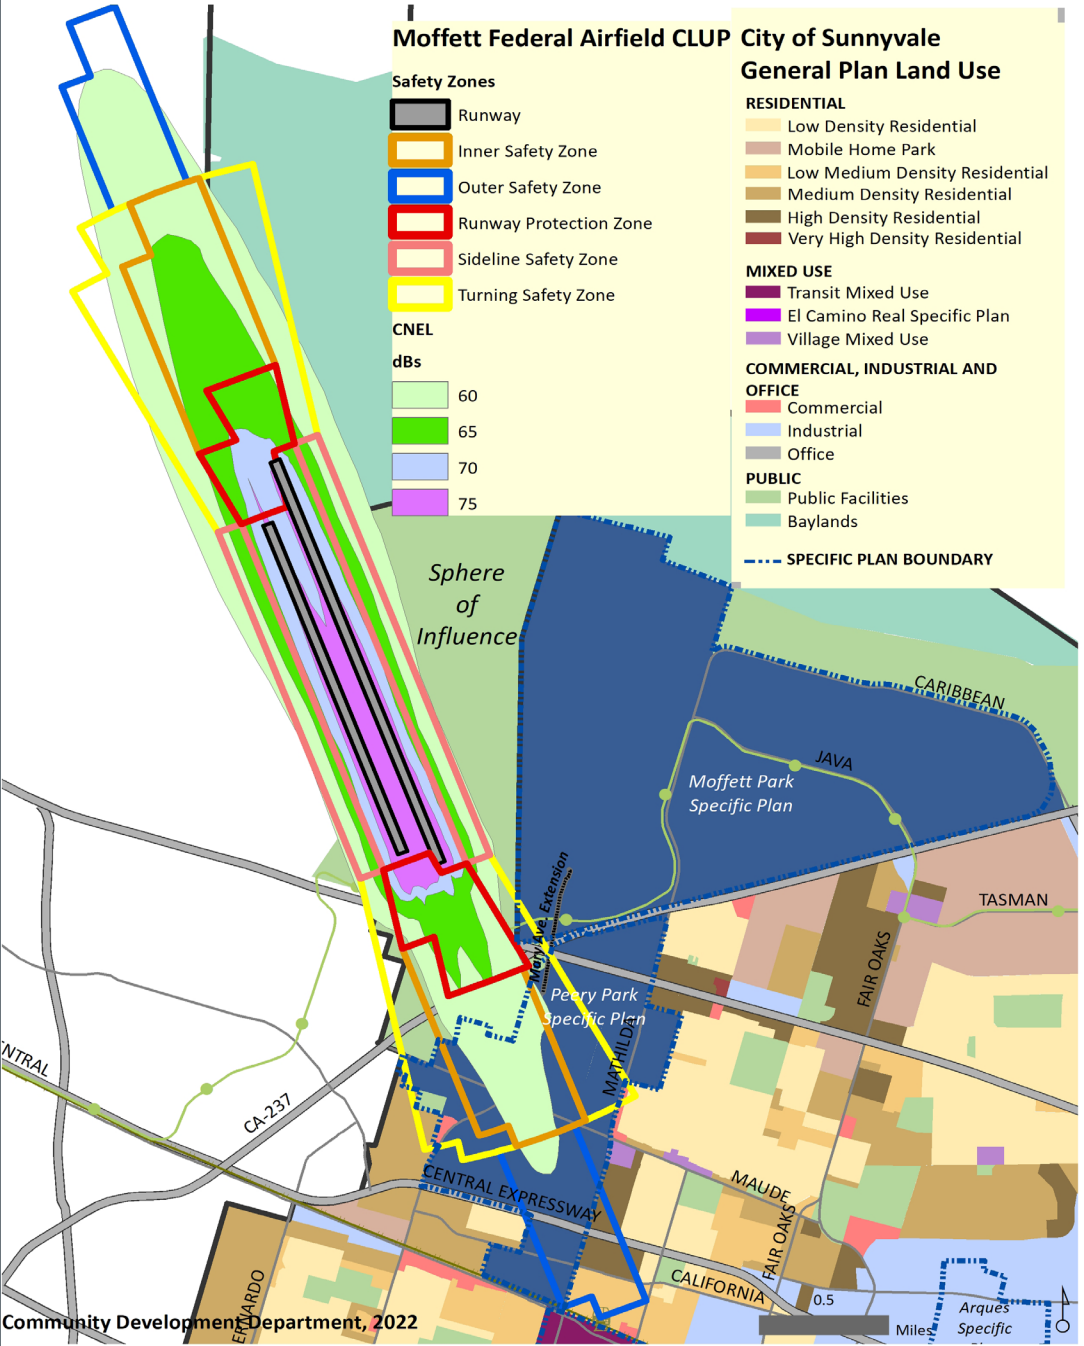 Moffett Federal Airfield CLUP
Safety Zones
Runway
Inner Safety Zone
Outer Safety Zone
Runway Protection Zone
Sideline Safety Zone
Turning Safety Zone
CNEL
dBs
60
65
70
75
City of Sunnyvale
General Plan Land Use
RESIDENTIAL
Low Density Residential
Mobile Home Park
Low Medium Density Residential
Medium Density Residential
High Density Residential
Very High Density Residential
MIXED USE
Transit Mixed Use
El Camino Real Specific Plan
Village Mixed Use
COMMERCIAL, INDUSTRIAL AND
OFFICE
Commercial
Industrial
Office
PUBLIC
Public Facilities
Baylands
SPECIFIC PLAN BOUNDARY
Sphere
of
Influence
CARIBBEAN
JAVA
Moffett Park
Specific Plan
Mary Ave. Extension
TASMAN
FAIR OAKS
Peery Park
Specific Plan
MATHILDA
NTRAL
CA-237
CENTRAL EXPRESSWAY
MAUDE
FAIR OAKS
CALIFORNIA
ERNARDO
0.5
Miles
Arques
Specific
Community Development Department, 2022